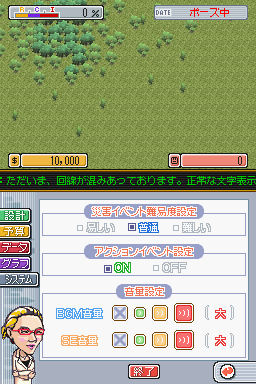 R. C. I
0 %
DATE ポーズ中
$ 10,000
回 0
: ただいま、回線が混みあっております。正常な文字表示
設計
予算
データ
グラフ
システム
災害イベント難易度設定
易しい 普通 難しい
アクションイベント設定
ON OFF
音量設定
BGM音量 ( 大 )
SE音量 ( 大 )
終了